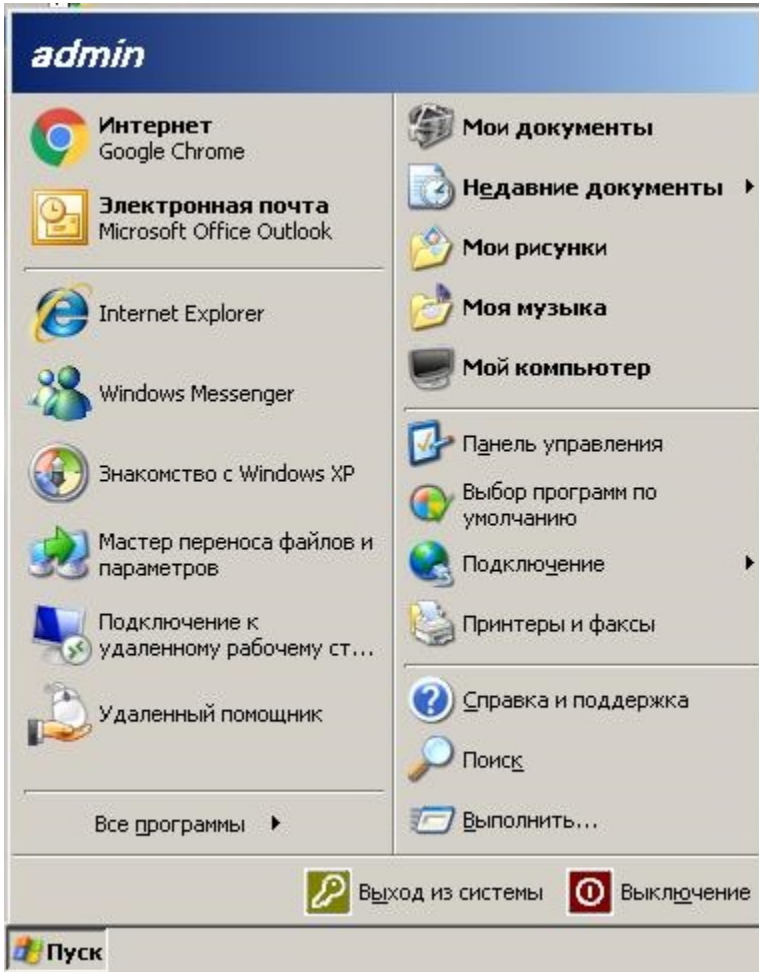 admin
Интернет
Google Chrome
Электронная почта
Microsoft Office Outlook
Internet Explorer
Windows Messenger
Знакомство с Windows XP
Мастер переноса файлов и
параметров
Подключение к
удаленному рабочему ст...
Удаленный помощник
Все программы
Мои документы
Недавние документы
Мои рисунки
Моя музыка
Мой компьютер
Панель управления
Выбор программ по
умолчанию
Подключение
Принтеры и факсы
Справка и поддержка
Поиск
Выполнить...
Выход из системы
Выключение
Пуск